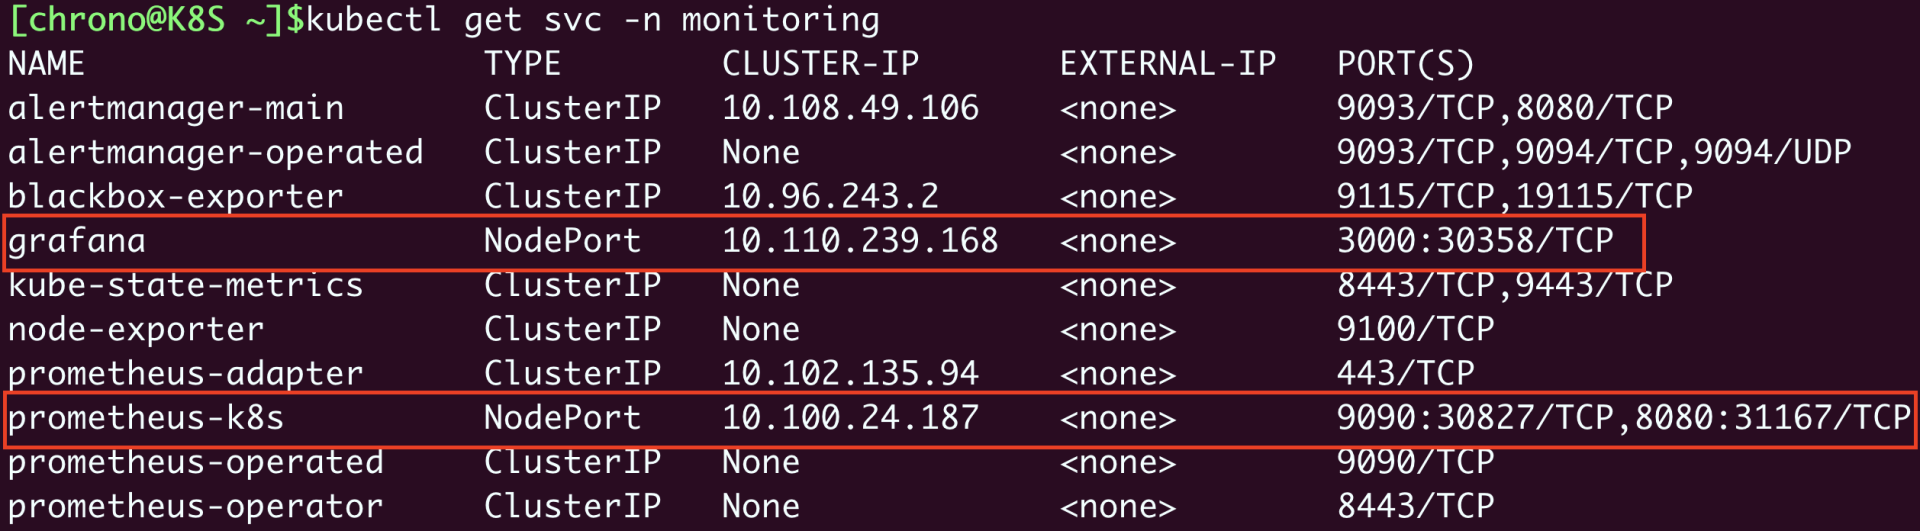 [chrono@K8S ~]$kubectl get svc -n monitoring
NAME TYPE CLUSTER-IP EXTERNAL-IP PORT(S)
alertmanager-main ClusterIP 10.108.49.106 <none> 9093/TCP,8080/TCP
alertmanager-operated ClusterIP None <none> 9093/TCP,9094/TCP,9094/UDP
blackbox-exporter ClusterIP 10.96.243.2 <none> 9115/TCP,19115/TCP
grafana NodePort 10.110.239.168 <none> 3000:30358/TCP
kube-state-metrics ClusterIP None <none> 8443/TCP,9443/TCP
node-exporter ClusterIP None <none> 9100/TCP
prometheus-adapter ClusterIP 10.102.135.94 <none> 443/TCP
prometheus-k8s NodePort 10.100.24.187 <none> 9090:30827/TCP,8080:31167/TCP
prometheus-operated ClusterIP None <none> 9090/TCP
prometheus-operator ClusterIP None <none> 8443/TCP